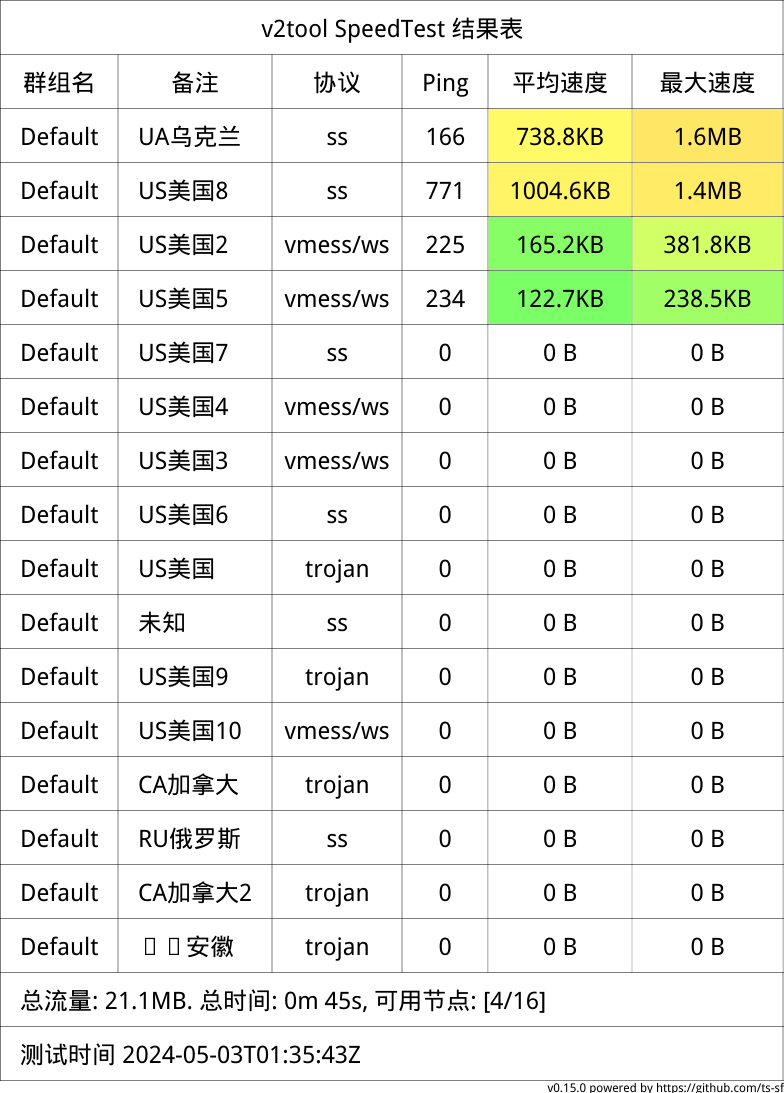 v2tool SpeedTest 结果表
群组名 备注 协议 Ping 平均速度 最大速度
Default UA乌克兰 ss 166 738.8KB 1.6MB
Default US美国8 ss 771 1004.6KB 1.4MB
Default US美国2 vmess/ws 225 165.2KB 381.8KB
Default US美国5 vmess/ws 234 122.7KB 238.5KB
Default US美国7 ss 0 0 B 0 B
Default US美国4 vmess/ws 0 0 B 0 B
Default US美国3 vmess/ws 0 0 B 0 B
Default US美国6 ss 0 0 B 0 B
Default US美国 trojan 0 0 B 0 B
Default 未知 ss 0 0 B 0 B
Default US美国9 trojan 0 0 B 0 B
Default US美国10 vmess/ws 0 0 B 0 B
Default CA加拿大 trojan 0 0 B 0 B
Default RU俄罗斯 ss 0 0 B 0 B
Default CA加拿大2 trojan 0 0 B 0 B
Default 安徽 trojan 0 0 B 0 B
总流量: 21.1MB. 总时间: 0m 45s, 可用节点: [4/16]
测试时间 2024-05-03T01:35:43Z
v0.15.0 powered by https://github.com/ts-sf